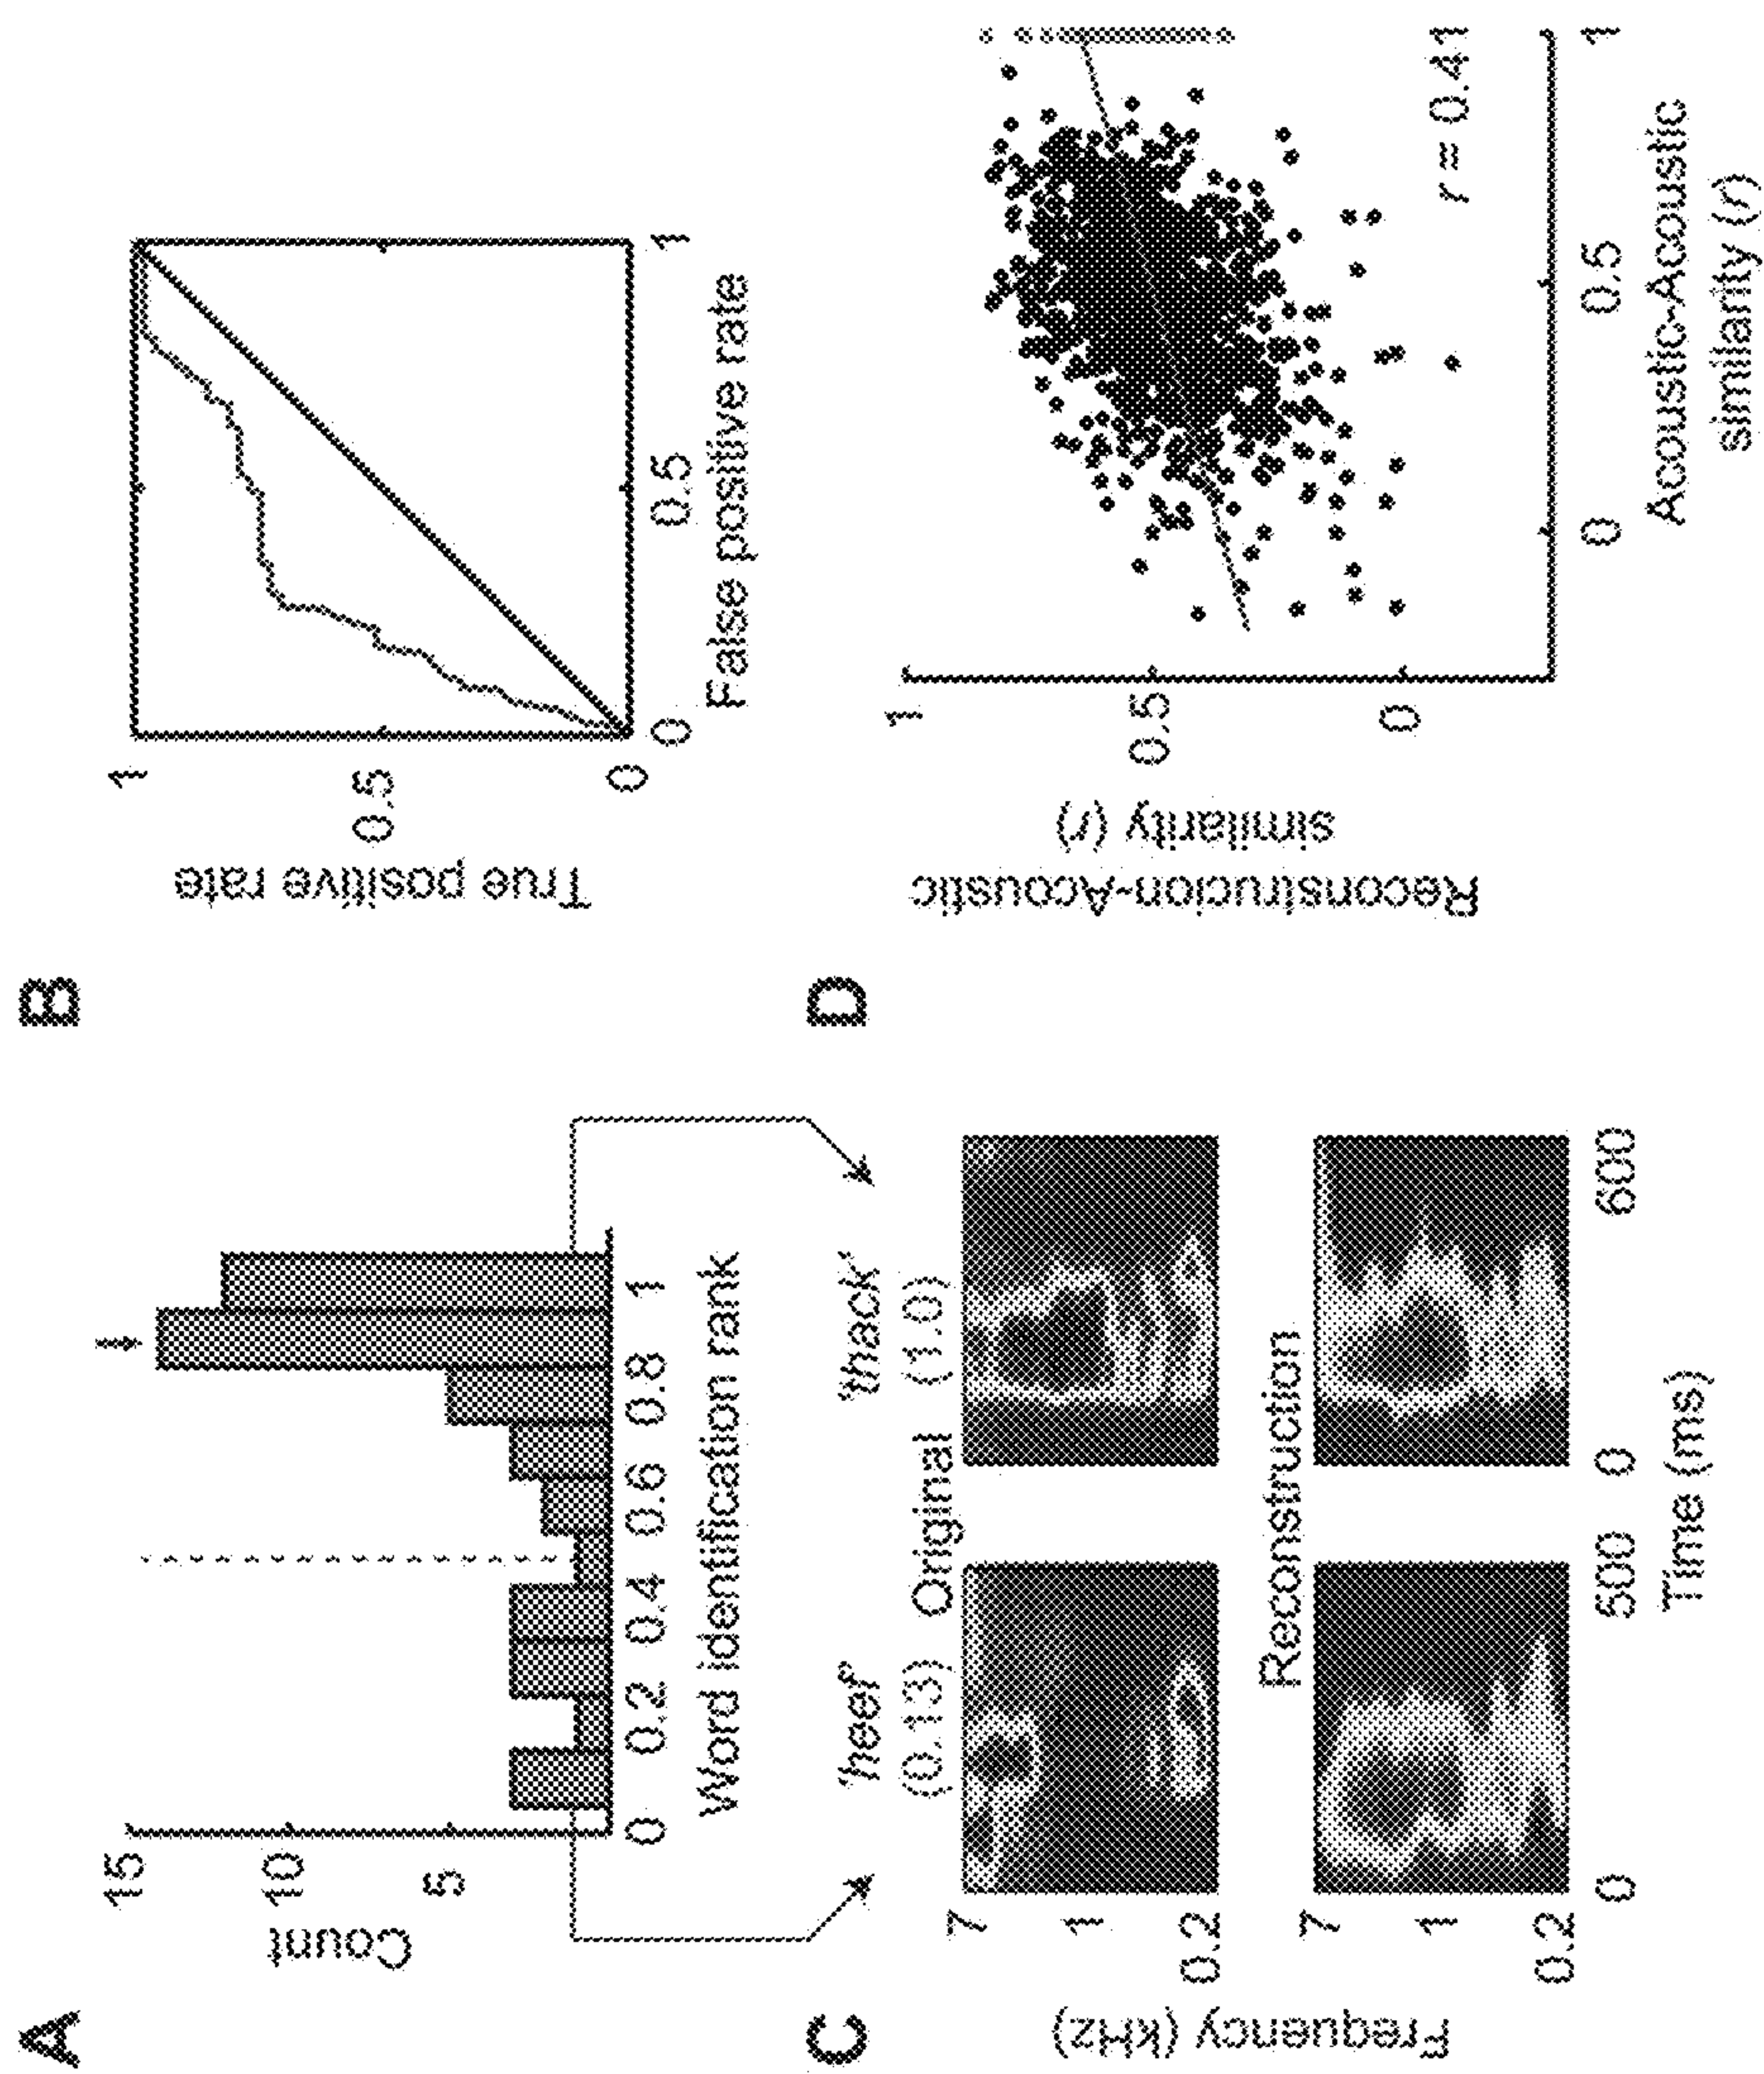 A
Count
15
10
5
0 0.2 0.4 0.6 0.8 1
Word identification rank
B
True positive rate
1
0.5
0
0 0.5 1
False positive rate
C
'heef'
(0.13)
'thack'
(1.0)
Original
Frequency (kHz)
7
1
0.2
Reconstruction
7
1
0.2
0 500 0 600
Time (ms)
D
Reconstrucion-Acoustic
similarity (r)
1
0.5
0
r = 0.41
0 0.5 1
Acoustic-Acoustic
similarity (r)